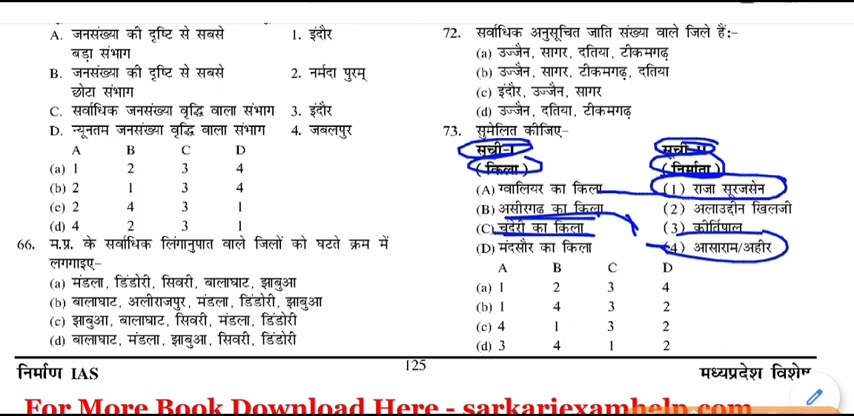 A. जनसंख्या की दृष्टि से सबसे 1. इंदौर
बड़ा संभाग
B. जनसंख्या की दृष्टि से सबसे 2. नर्मदा पुरम्
छोटा संभाग
C. सर्वाधिक जनसंख्या वृद्धि वाला संभाग 3. इंदौर
D. न्यूनतम जनसंख्या वृद्धि वाला संभाग 4. जबलपुर
A B C D
(a) 1 2 3 4
(b) 2 1 3 4
(c) 2 4 3 1
(d) 4 2 3 1
66. म.प्र. के सर्वाधिक लिंगानुपात वाले जिलों को घटते क्रम में
लगगाइए-
(a) मंडला, डिंडोरी, सिवरी, बालाघाट, झाबुआ
(b) बालाघाट, अलीराजपुर, मंडला, डिंडोरी, झाबुआ
(c) झाबुआ, बालाघाट, सिवरी, मंडला, डिंडोरी
(d) बालाघाट, मंडला, झाबुआ, सिवरी, डिंडोरी
72. सर्वाधिक अनुसूचित जाति संख्या वाले जिले हैं:-
(a) उज्जैन, सागर, दतिया, टीकमगढ़
(b) उज्जैन, सागर, टीकमगढ़, दतिया
(c) इंदौर, उज्जैन, सागर
(d) उज्जैन, दतिया, टीकमगढ़
73. सुमेलित कीजिए-
सूची-I सूची-II
(किला) (निर्माता)
(A) ग्वालियर का किला (1) राजा सूरजसेन
(B) असीरगढ़ का किला (2) अलाउद्दीन खिलजी
(C) चंदेरी का किला (3) कीर्तिपाल
(D) मंदसौर का किला (4) आसाराम/अहीर
A B C D
(a) 1 2 3 4
(b) 1 4 3 2
(c) 4 1 3 2
(d) 3 4 1 2
निर्माण IAS 125 मध्यप्रदेश विशेष
For More Book Download Here - sarkariexamhelp.com